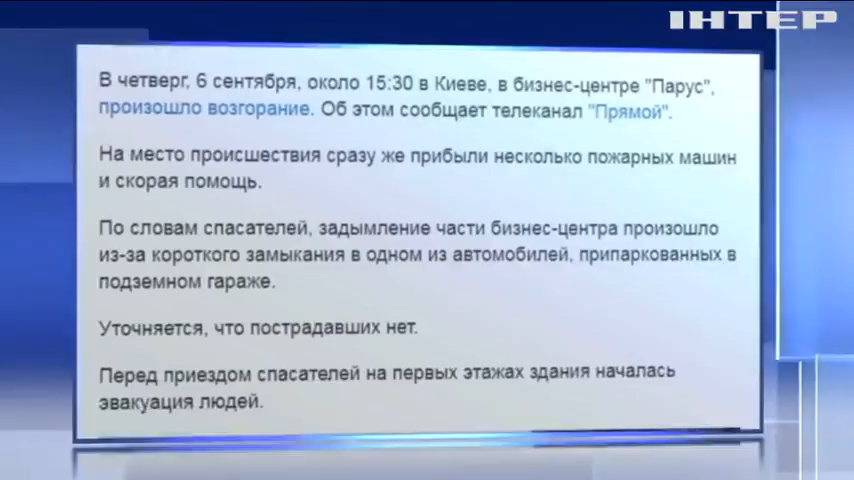 ІНТЕР
В четверг, 6 сентября, около 15:30 в Киеве, в бизнес-центре "Парус",
произошло возгорание. Об этом сообщает телеканал "Прямой".
На место происшествия сразу же прибыли несколько пожарных машин
и скорая помощь.
По словам спасателей, задымление части бизнес-центра произошло
из-за короткого замыкания в одном из автомобилей, припаркованных в
подземном гараже.
Уточняется, что пострадавших нет.
Перед приездом спасателей на первых этажах здания началась
эвакуация людей.